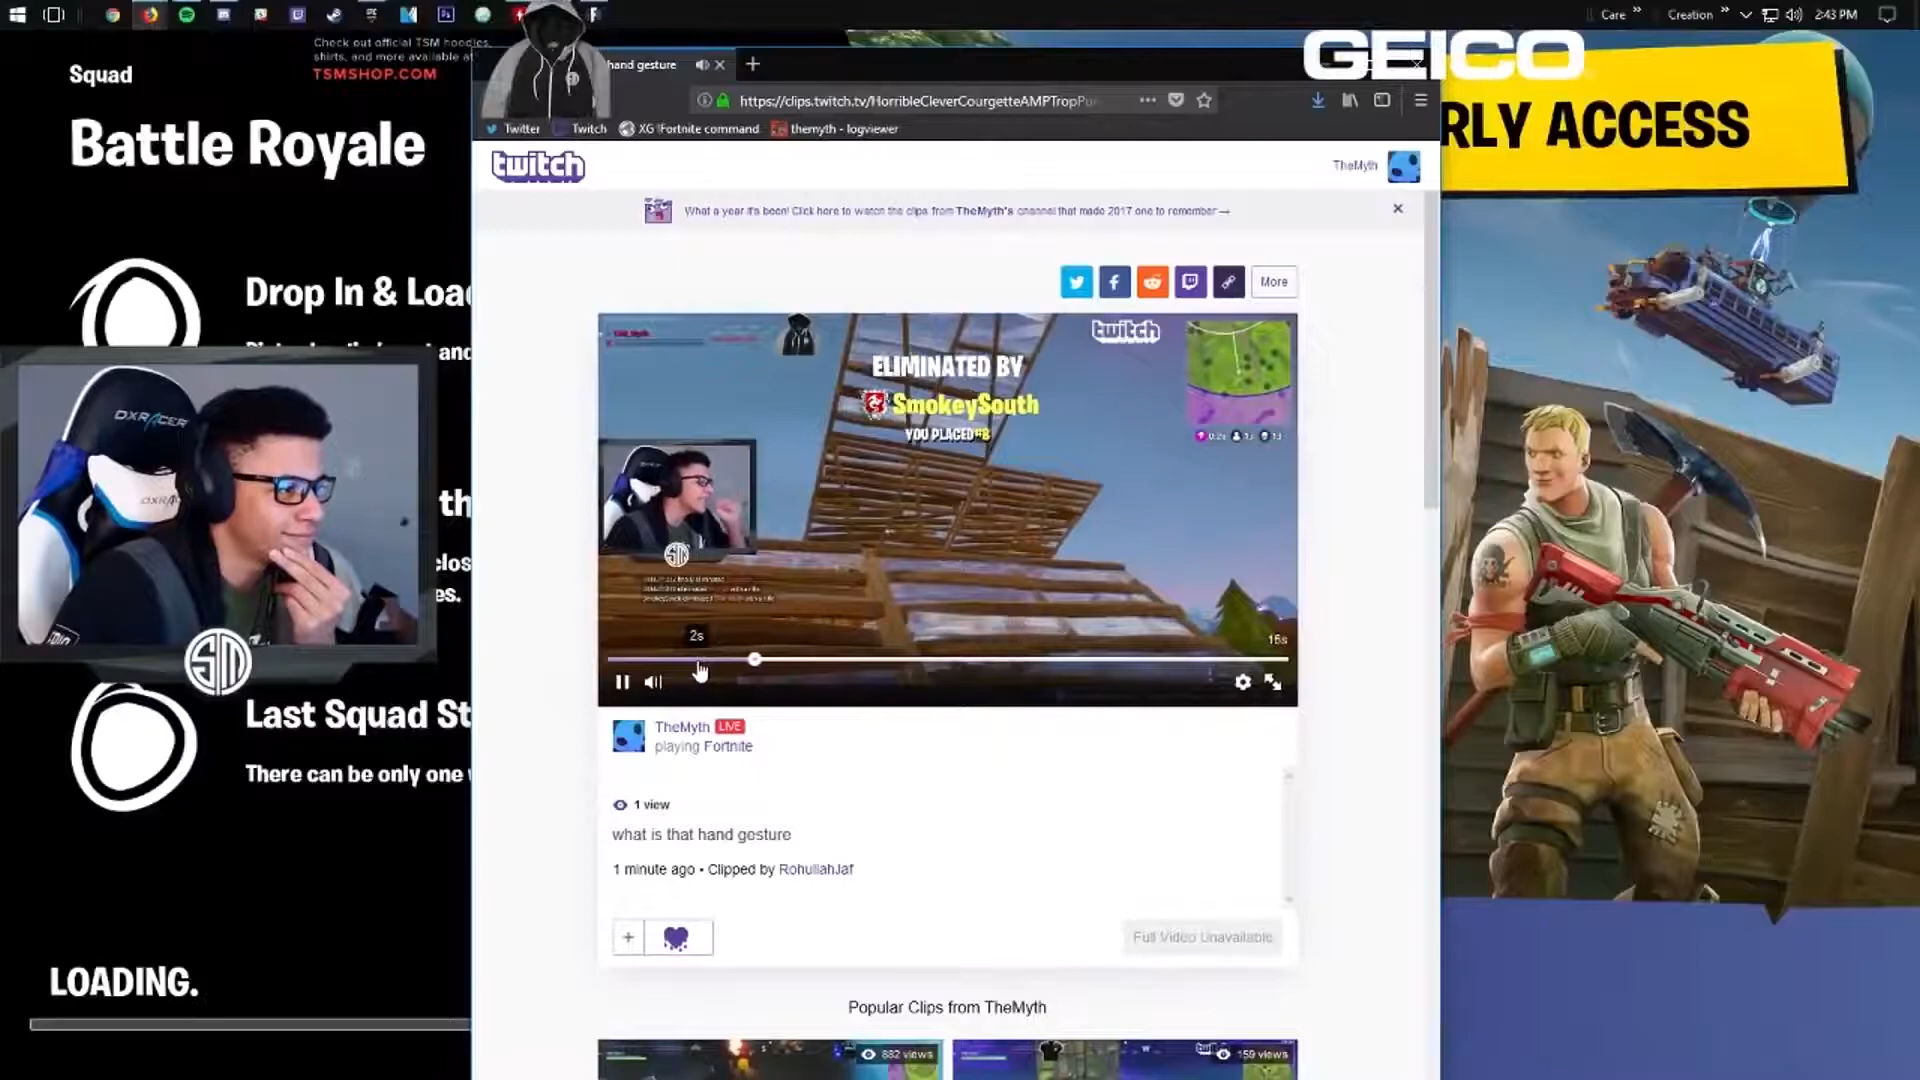 Care
Creation
2:43 PM
Check out official TSM hoodies,
shirts, and more available at
TSMSHOP.COM
Squad
Battle Royale
hand gesture
https://clips.twitch.tv/HorribleCleverCourgetteAMPTropPu
Twitter
Twitch
XG !Fortnite command
themyth - logviewer
GEICO
RLY ACCESS
twitch
TheMyth
What a year it's been! Click here to watch the clips from TheMyth's channel that made 2017 one to remember →
More
Drop In & Load
and
twitch
ELIMINATED BY
SmokeySouth
YOU PLACED #8
DXRACER
th
clos
es.
TSM
2s
15s
Last Squad St
There can be only one
TheMyth LIVE
playing Fortnite
1 view
what is that hand gesture
1 minute ago • Clipped by RohullahJaf
Full Video Unavailable
LOADING.
Popular Clips from TheMyth
882 views
159 views